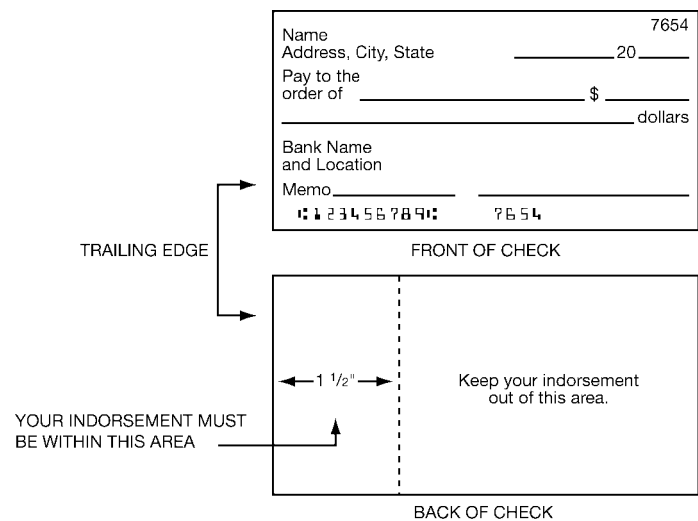 7654
Name
Address, City, State 20
Pay to the
order of $
dollars
Bank Name
and Location
Memo
⑆123456789⑆ 7654
TRAILING EDGE
FRONT OF CHECK
1 1/2"
Keep your indorsement
out of this area.
YOUR INDORSEMENT MUST
BE WITHIN THIS AREA
BACK OF CHECK